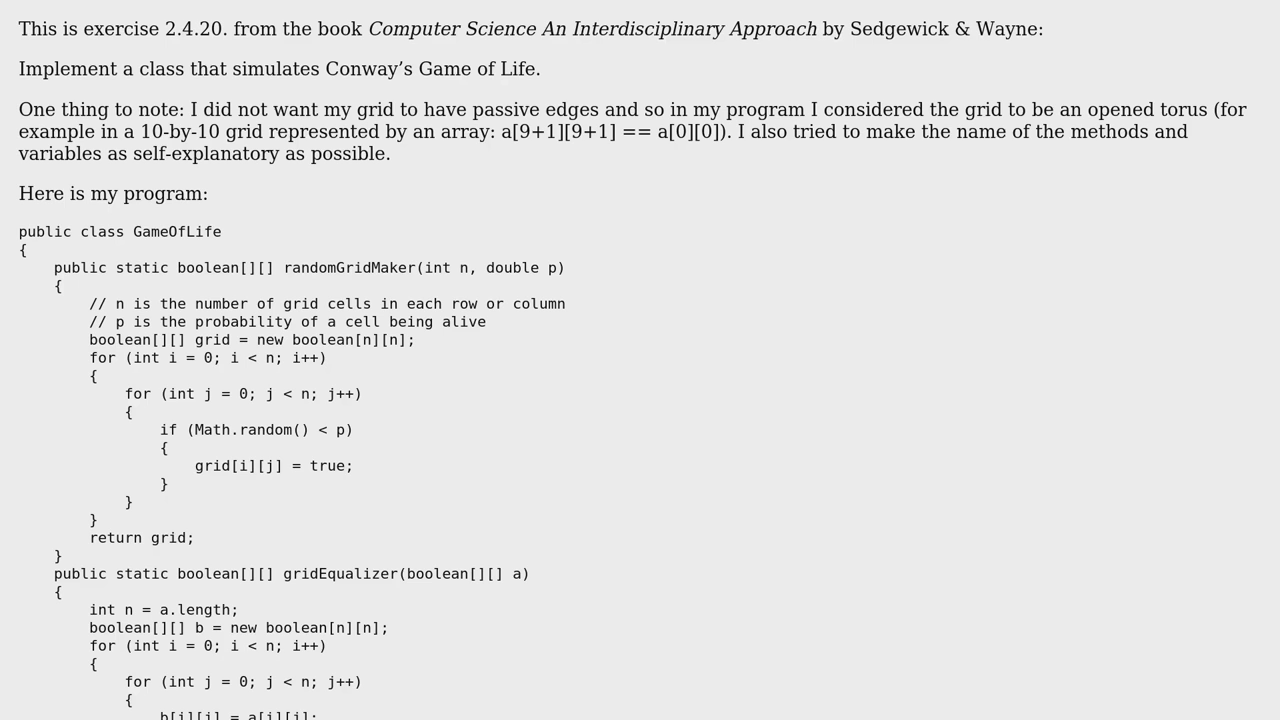 This is exercise 2.4.20. from the book Computer Science An Interdisciplinary Approach by Sedgewick & Wayne:
Implement a class that simulates Conway’s Game of Life.
One thing to note: I did not want my grid to have passive edges and so in my program I considered the grid to be an opened torus (for
example in a 10-by-10 grid represented by an array: a[9+1][9+1] == a[0][0]). I also tried to make the name of the methods and
variables as self-explanatory as possible.
Here is my program:
public class GameOfLife
{
    public static boolean[][] randomGridMaker(int n, double p)
    {
        // n is the number of grid cells in each row or column
        // p is the probability of a cell being alive
        boolean[][] grid = new boolean[n][n];
        for (int i = 0; i < n; i++)
        {
            for (int j = 0; j < n; j++)
            {
                if (Math.random() < p)
                {
                    grid[i][j] = true;
                }
            }
        }
        return grid;
    }
    public static boolean[][] gridEqualizer(boolean[][] a)
    {
        int n = a.length;
        boolean[][] b = new boolean[n][n];
        for (int i = 0; i < n; i++)
        {
            for (int j = 0; j < n; j++)
            {
                b[i][j] = a[i][j];